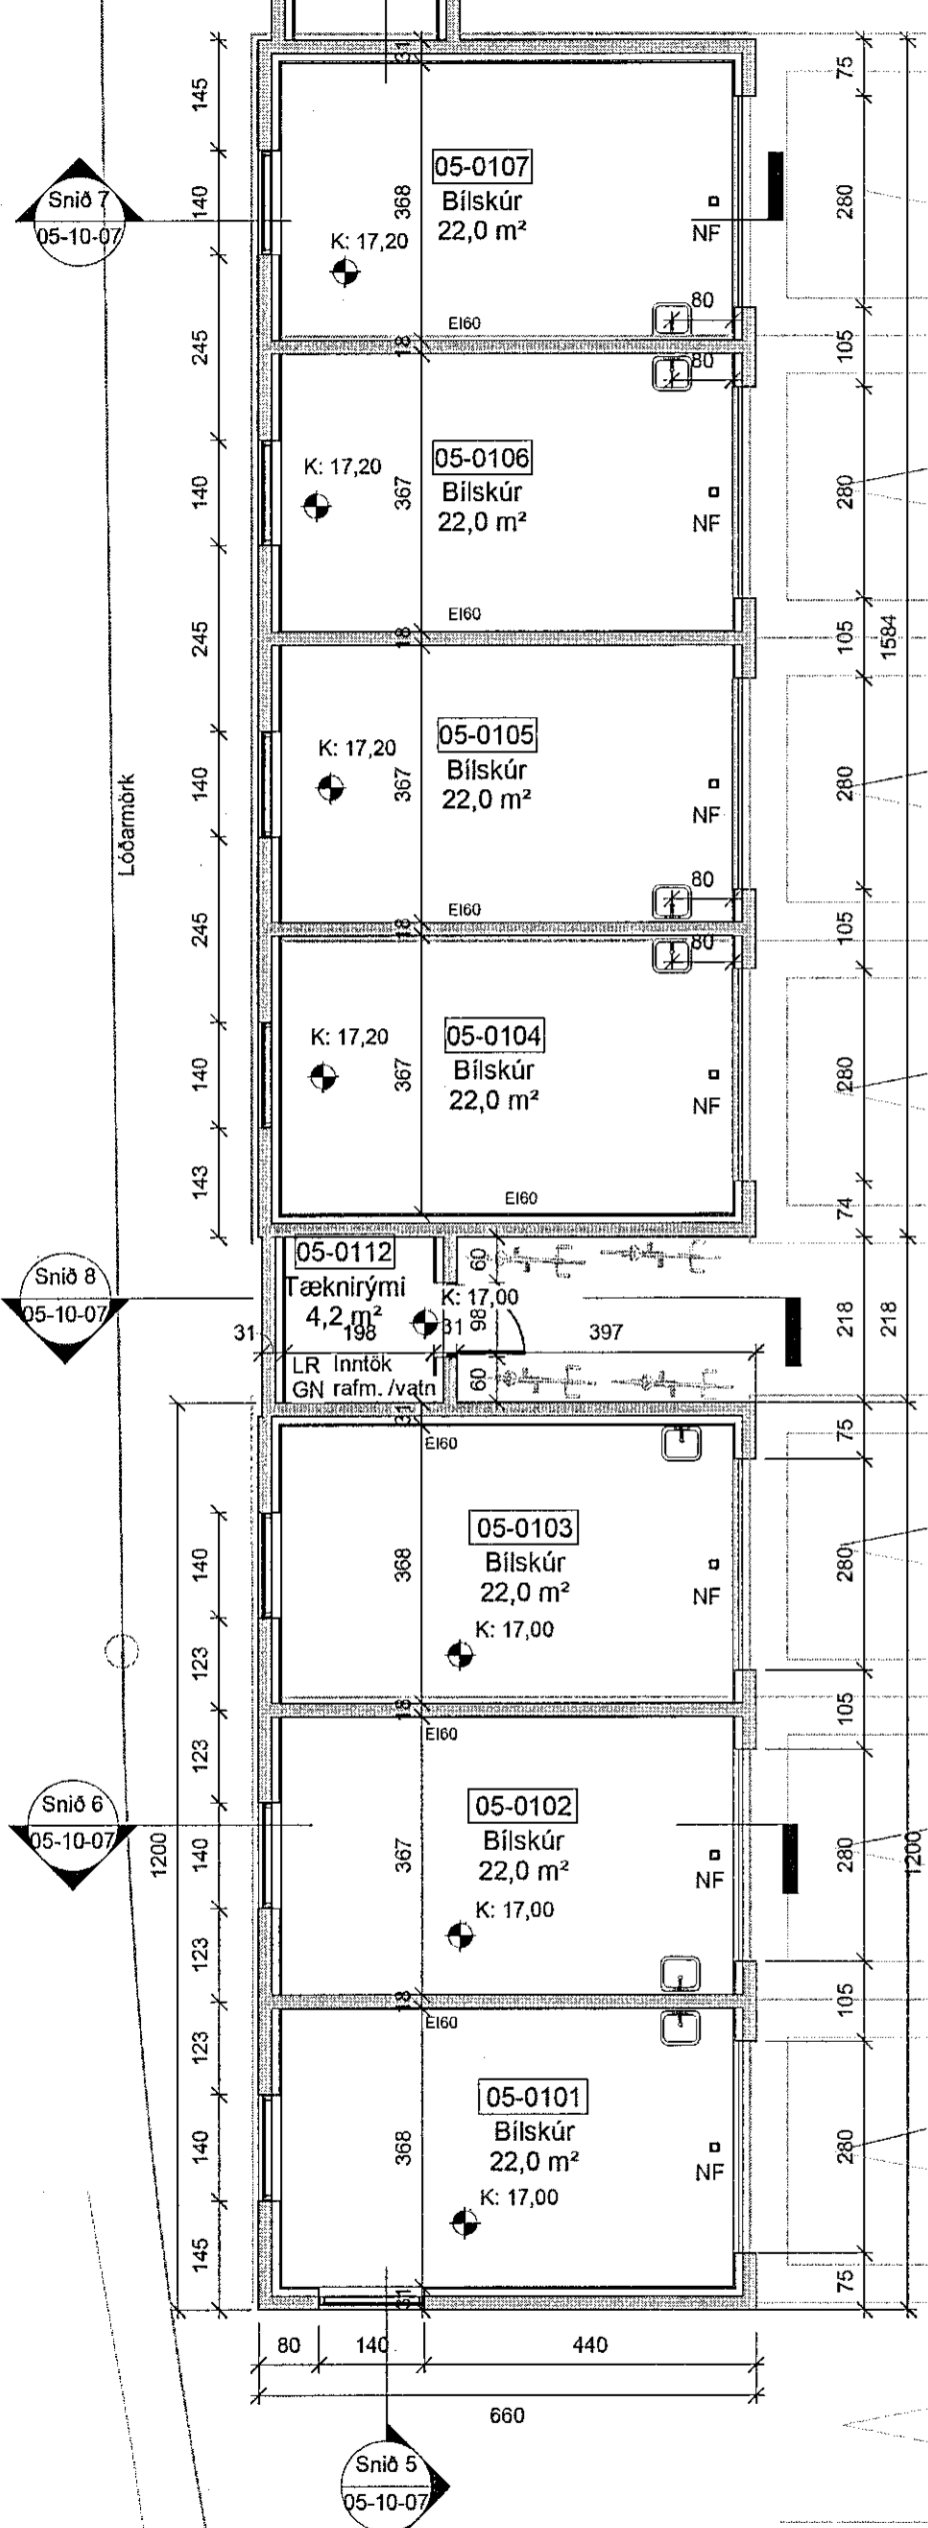 31
145
75
05-0107
Bílskúr
22,0 m²
368
Snið 7
05-10-07
140
280
K: 17,20
NF
80
EI60
18
245
105
80
05-0106
Bílskúr
22,0 m²
K: 17,20
367
140
280
NF
EI60
18
245
105
1584
05-0105
Bílskúr
22,0 m²
K: 17,20
367
140
280
NF
Lóðarmörk
80
EI60
18
245
105
80
05-0104
Bílskúr
22,0 m²
K: 17,20
367
140
280
NF
143
EI60
74
05-0112
Tæknirými
4,2 m²
60
Snið 8
05-10-07
K: 17,00
98
31
198
31
397
218
218
LR Inntök
GN rafm. /vatn
60
31
EI60
75
05-0103
Bílskúr
22,0 m²
368
140
280
NF
K: 17,00
123
18
105
EI60
123
05-0102
Bílskúr
22,0 m²
Snið 6
05-10-07
1200
140
367
280
1200
NF
K: 17,00
123
18
105
EI60
123
05-0101
Bílskúr
22,0 m²
140
368
280
NF
K: 17,00
145
31
75
80
140
440
660
Snið 5
05-10-07